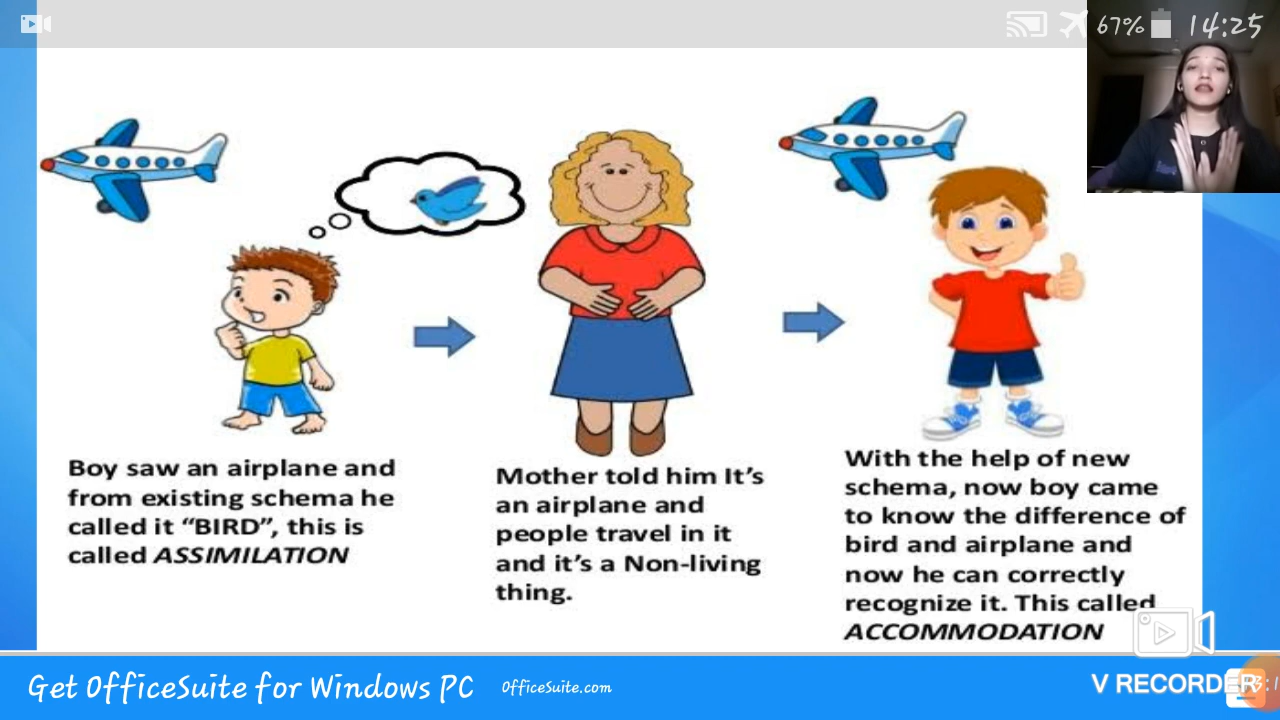 67% 14:25
Boy saw an airplane and
from existing schema he
called it “BIRD”, this is
called ASSIMILATION
Mother told him It’s
an airplane and
people travel in it
and it’s a Non-living
thing.
With the help of new
schema, now boy came
to know the difference of
bird and airplane and
now he can correctly
recognize it. This called
ACCOMMODATION
Get OfficeSuite for Windows PC
OfficeSuite.com
V RECORDER